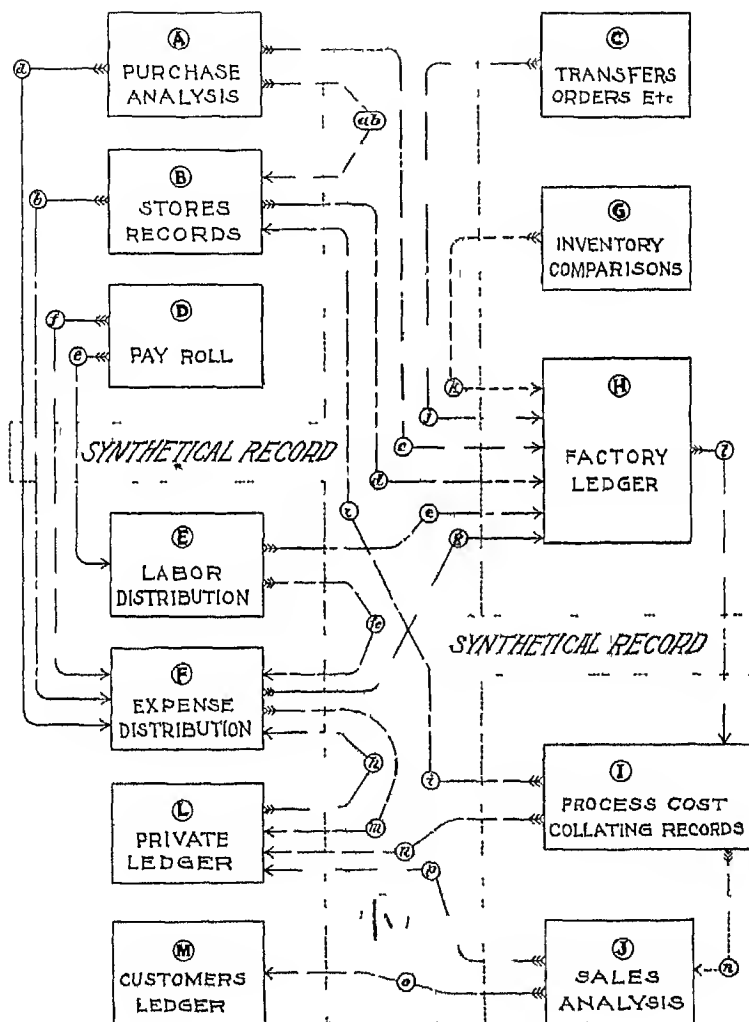 A
PURCHASE
ANALYSIS
C
TRANSFERS
ORDERS Etc
a
ab
B
STORES
RECORDS
b
G
INVENTORY
COMPARISONS
D
PAY ROLL
f
e
k
H
FACTORY
LEDGER
j
c
l
SYNTHETICAL RECORD
d
i
e
g
E
LABOR
DISTRIBUTION
SYNTHETICAL RECORD
F
EXPENSE
DISTRIBUTION
I
PROCESS COST
COLLATING RECORDS
i
L
PRIVATE
LEDGER
m
n
p
M
CUSTOMERS
LEDGER
o
J
SALES
ANALYSIS
n